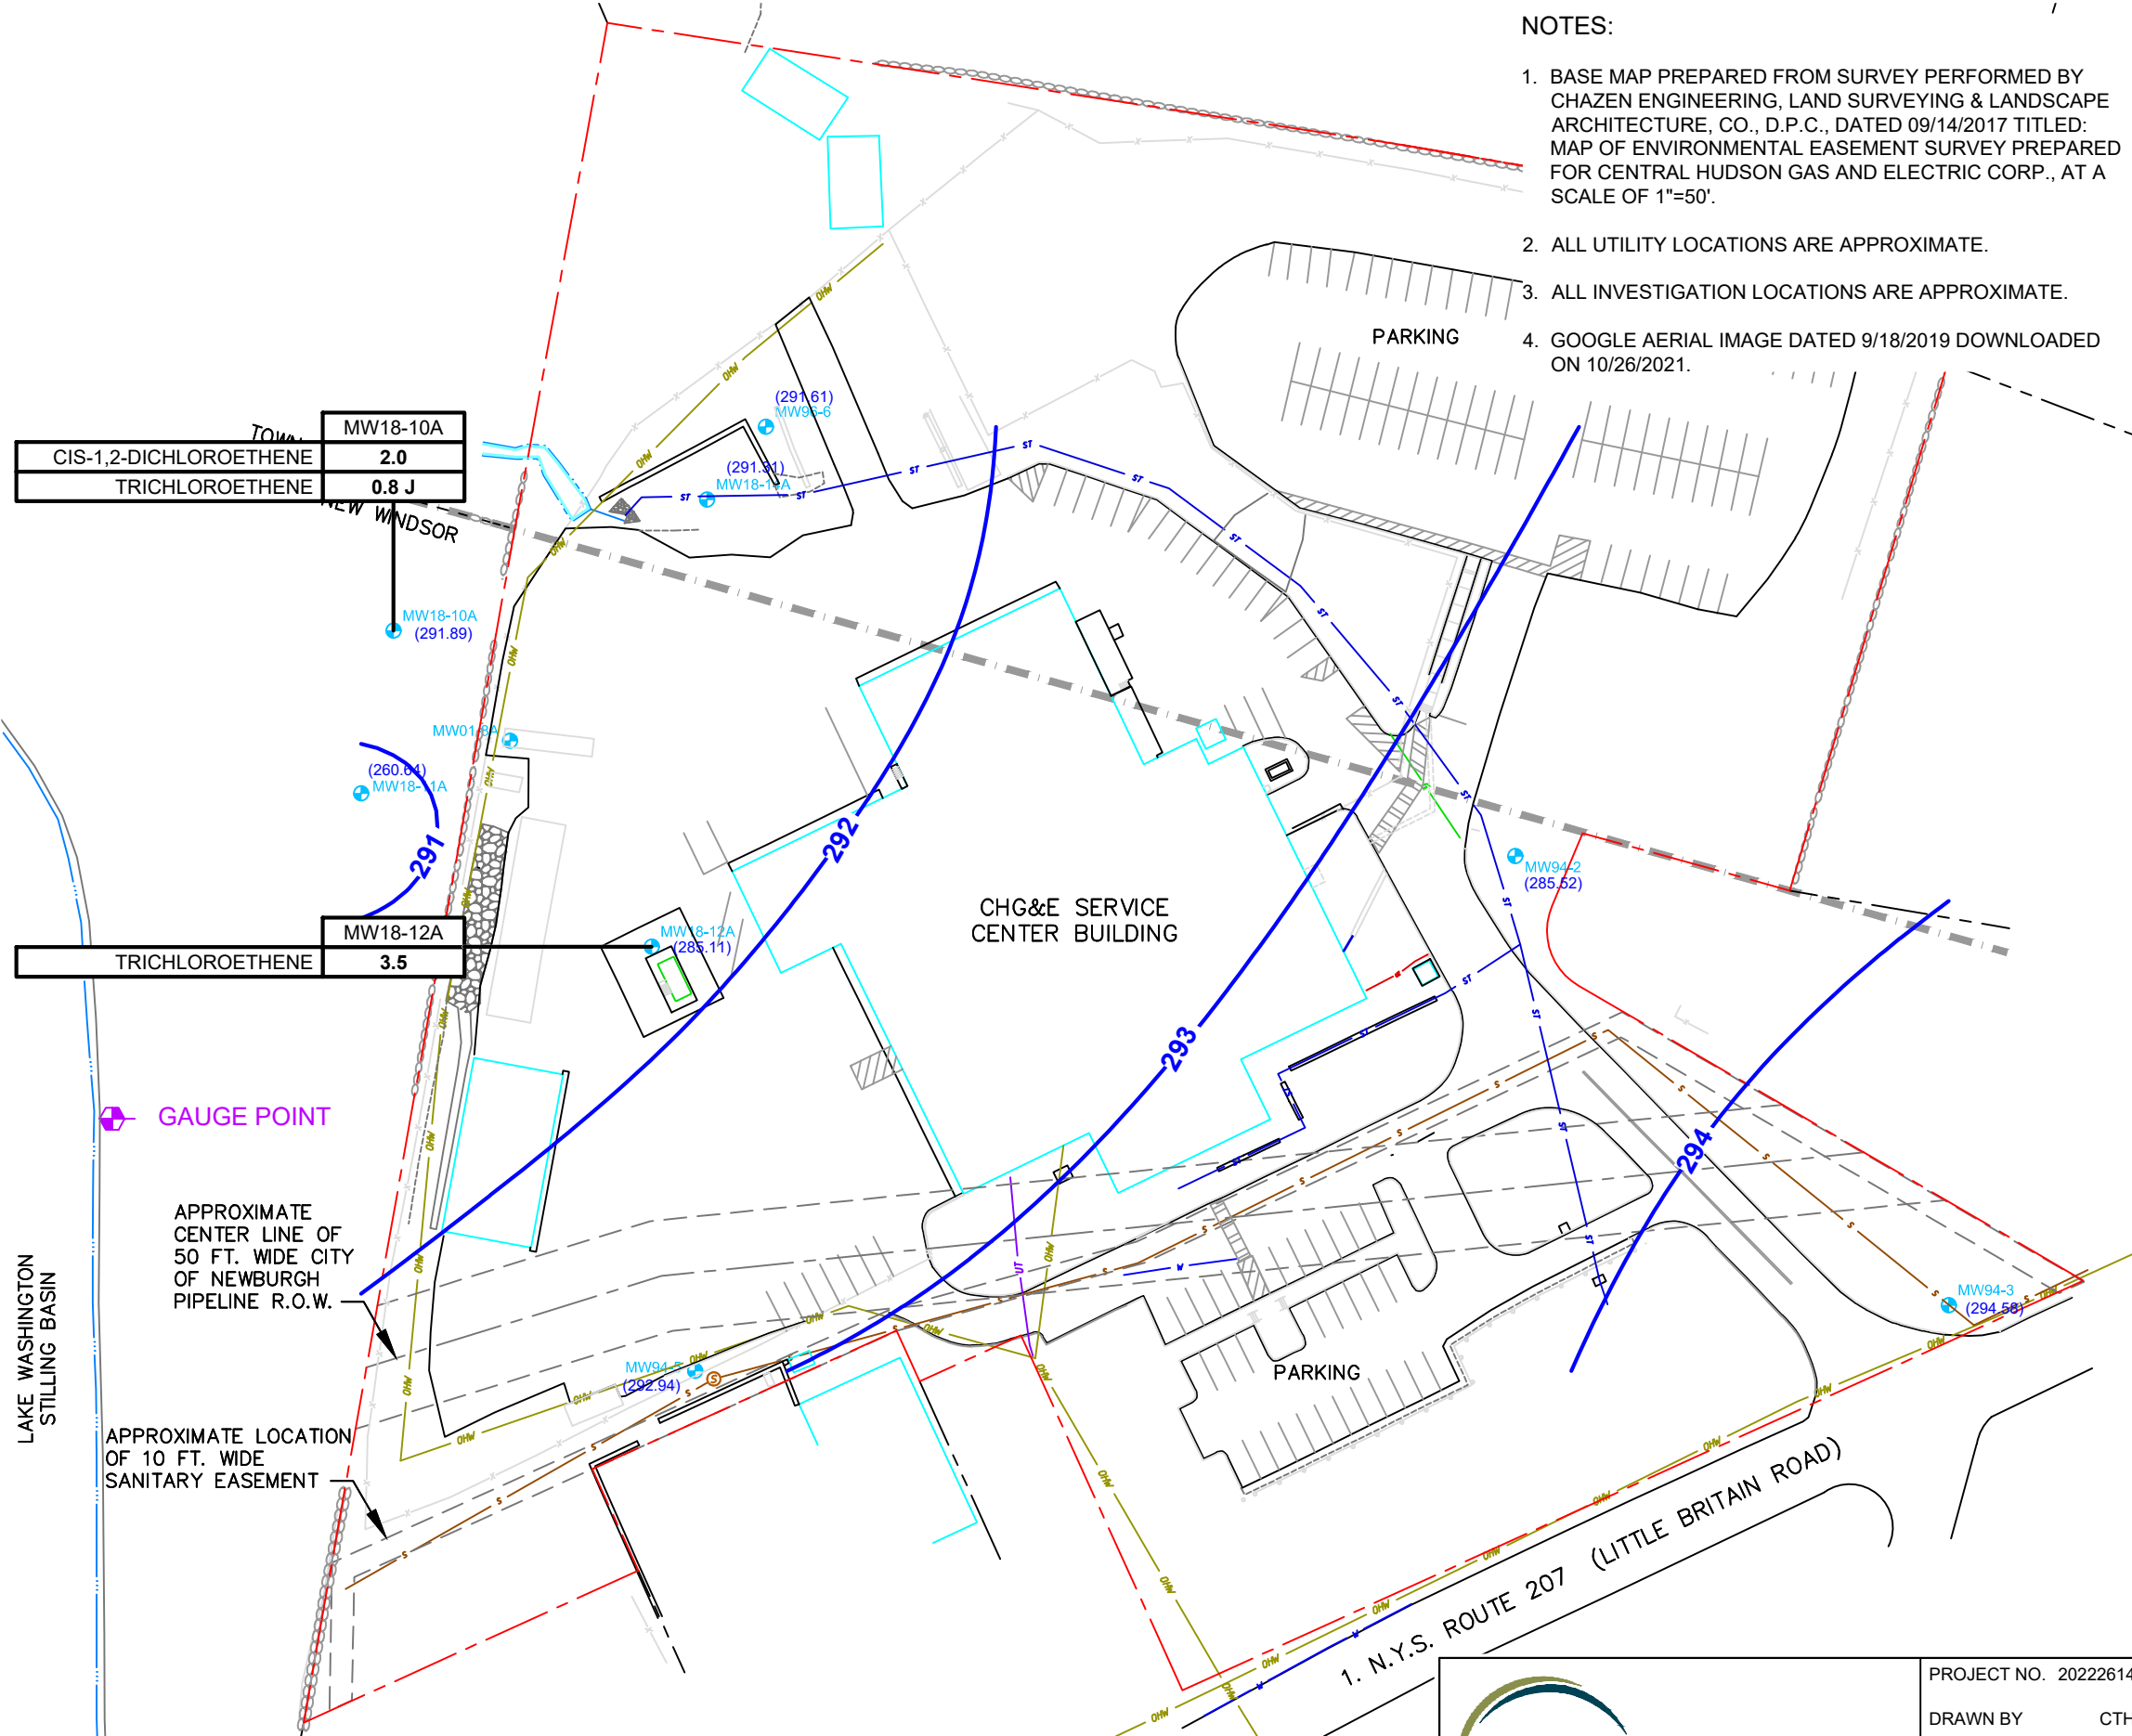 NOTES:
1. BASE MAP PREPARED FROM SURVEY PERFORMED BY
CHAZEN ENGINEERING, LAND SURVEYING & LANDSCAPE
ARCHITECTURE, CO., D.P.C., DATED 09/14/2017 TITLED:
MAP OF ENVIRONMENTAL EASEMENT SURVEY PREPARED
FOR CENTRAL HUDSON GAS AND ELECTRIC CORP., AT A
SCALE OF 1"=50'.
2. ALL UTILITY LOCATIONS ARE APPROXIMATE.
3. ALL INVESTIGATION LOCATIONS ARE APPROXIMATE.
4. GOOGLE AERIAL IMAGE DATED 9/18/2019 DOWNLOADED
ON 10/26/2021.
PARKING
(291.61)
MW96-6
MW18-10A
CIS-1,2-DICHLOROETHENE 2.0
TRICHLOROETHENE 0.8 J
NEW WINDSOR
(291.31)
MW18-10A
(291.89)
MW01-8A
(260.64)
MW18-11A
291
292
293
294
MW94-2
(285.52)
CHG&E SERVICE
CENTER BUILDING
MW18-12A
TRICHLOROETHENE 3.5
MW18-12A
(285.11)
GAUGE POINT
APPROXIMATE
CENTER LINE OF
50 FT. WIDE CITY
OF NEWBURGH
PIPELINE R.O.W.
LAKE WASHINGTON
STILLING BASIN
MW94-3
(294.58)
(292.94)
PARKING
APPROXIMATE LOCATION
OF 10 FT. WIDE
SANITARY EASEMENT
1. N.Y.S. ROUTE 207 (LITTLE BRITAIN ROAD)
PROJECT NO. 20222614
DRAWN BY CTH